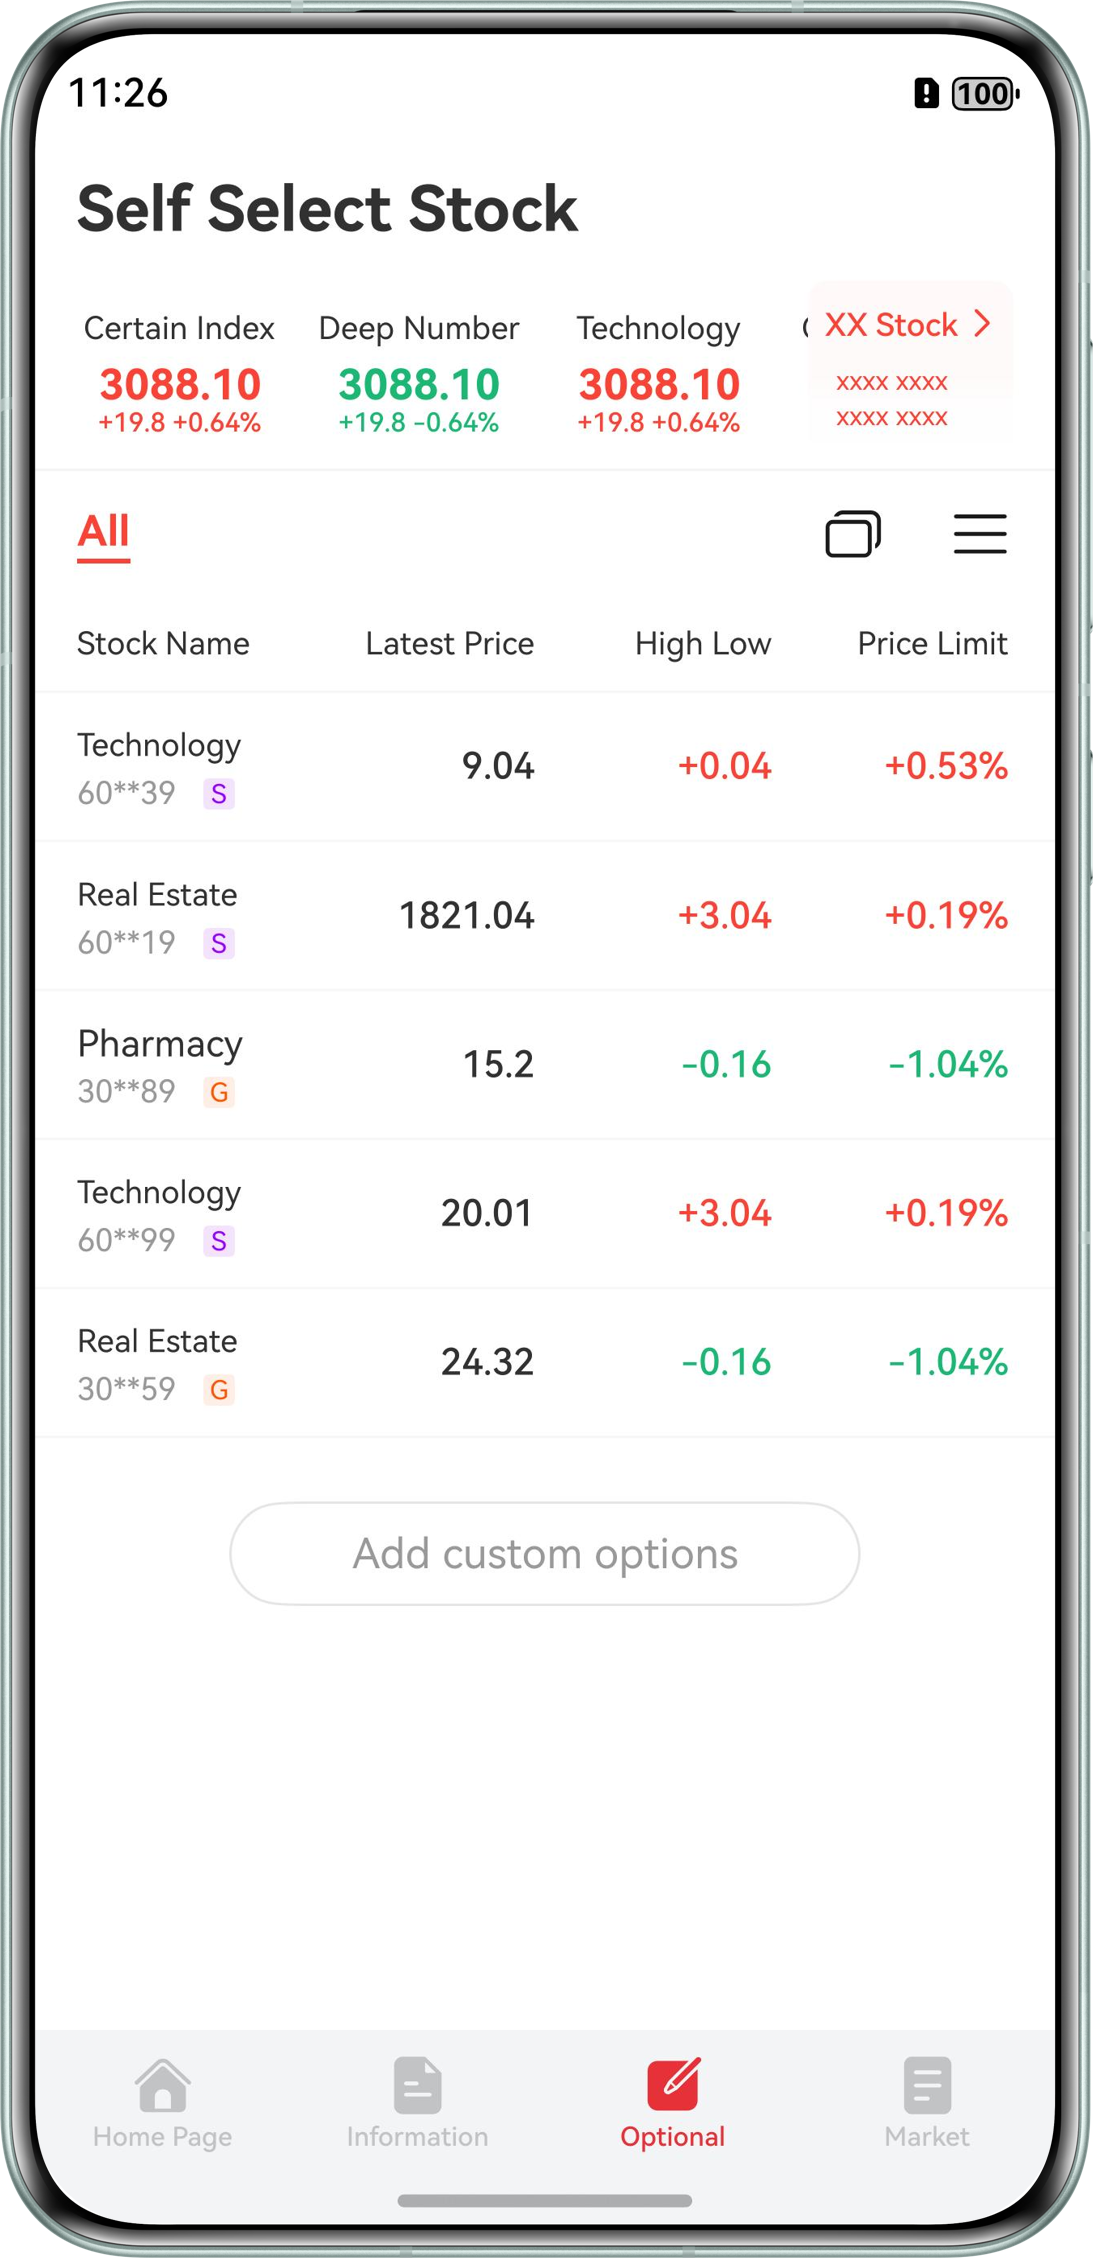 11:26
100
Self Select Stock
Certain Index Deep Number Technology XX Stock
3088.10 3088.10 3088.10 xxxx xxxx
+19.8 +0.64% +19.8 -0.64% +19.8 +0.64% xxxx xxxx
All
Stock Name Latest Price High Low Price Limit
Technology
60**39 S 9.04 +0.04 +0.53%
Real Estate
60**19 S 1821.04 +3.04 +0.19%
Pharmacy
30**89 G 15.2 -0.16 -1.04%
Technology
60**99 S 20.01 +3.04 +0.19%
Real Estate
30**59 G 24.32 -0.16 -1.04%
Add custom options
Home Page Information Optional Market